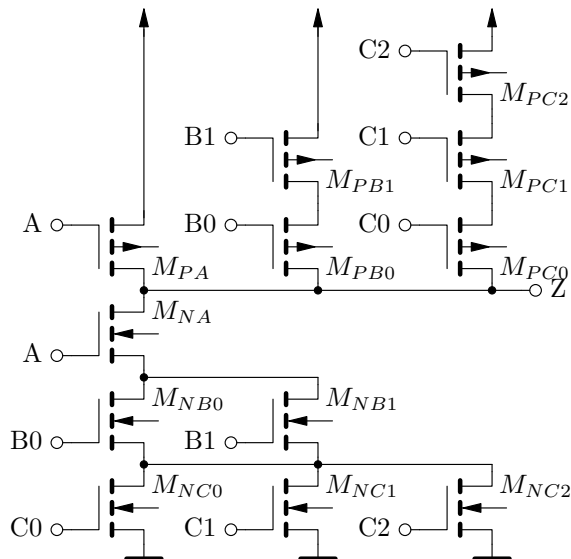 C2
M_{PC2}
B1
C1
M_{PB1}
M_{PC1}
A
B0
C0
M_{PA}
M_{PB0}
M_{PC0}
Z
M_{NA}
A
M_{NB0}
M_{NB1}
B0
B1
M_{NC0}
M_{NC1}
M_{NC2}
C0
C1
C2